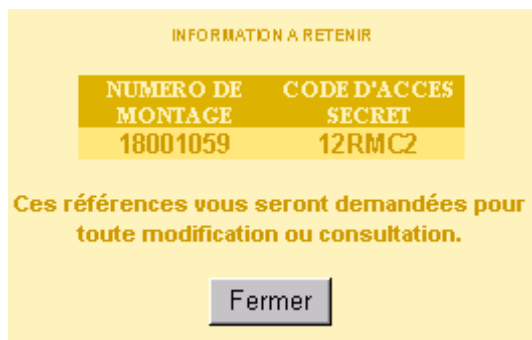 INFORMATION A RETENIR
NUMERO DE MONTAGE
CODE D'ACCES SECRET
18001059
12RMC2
Ces références vous seront demandées pour
toute modification ou consultation.
Fermer